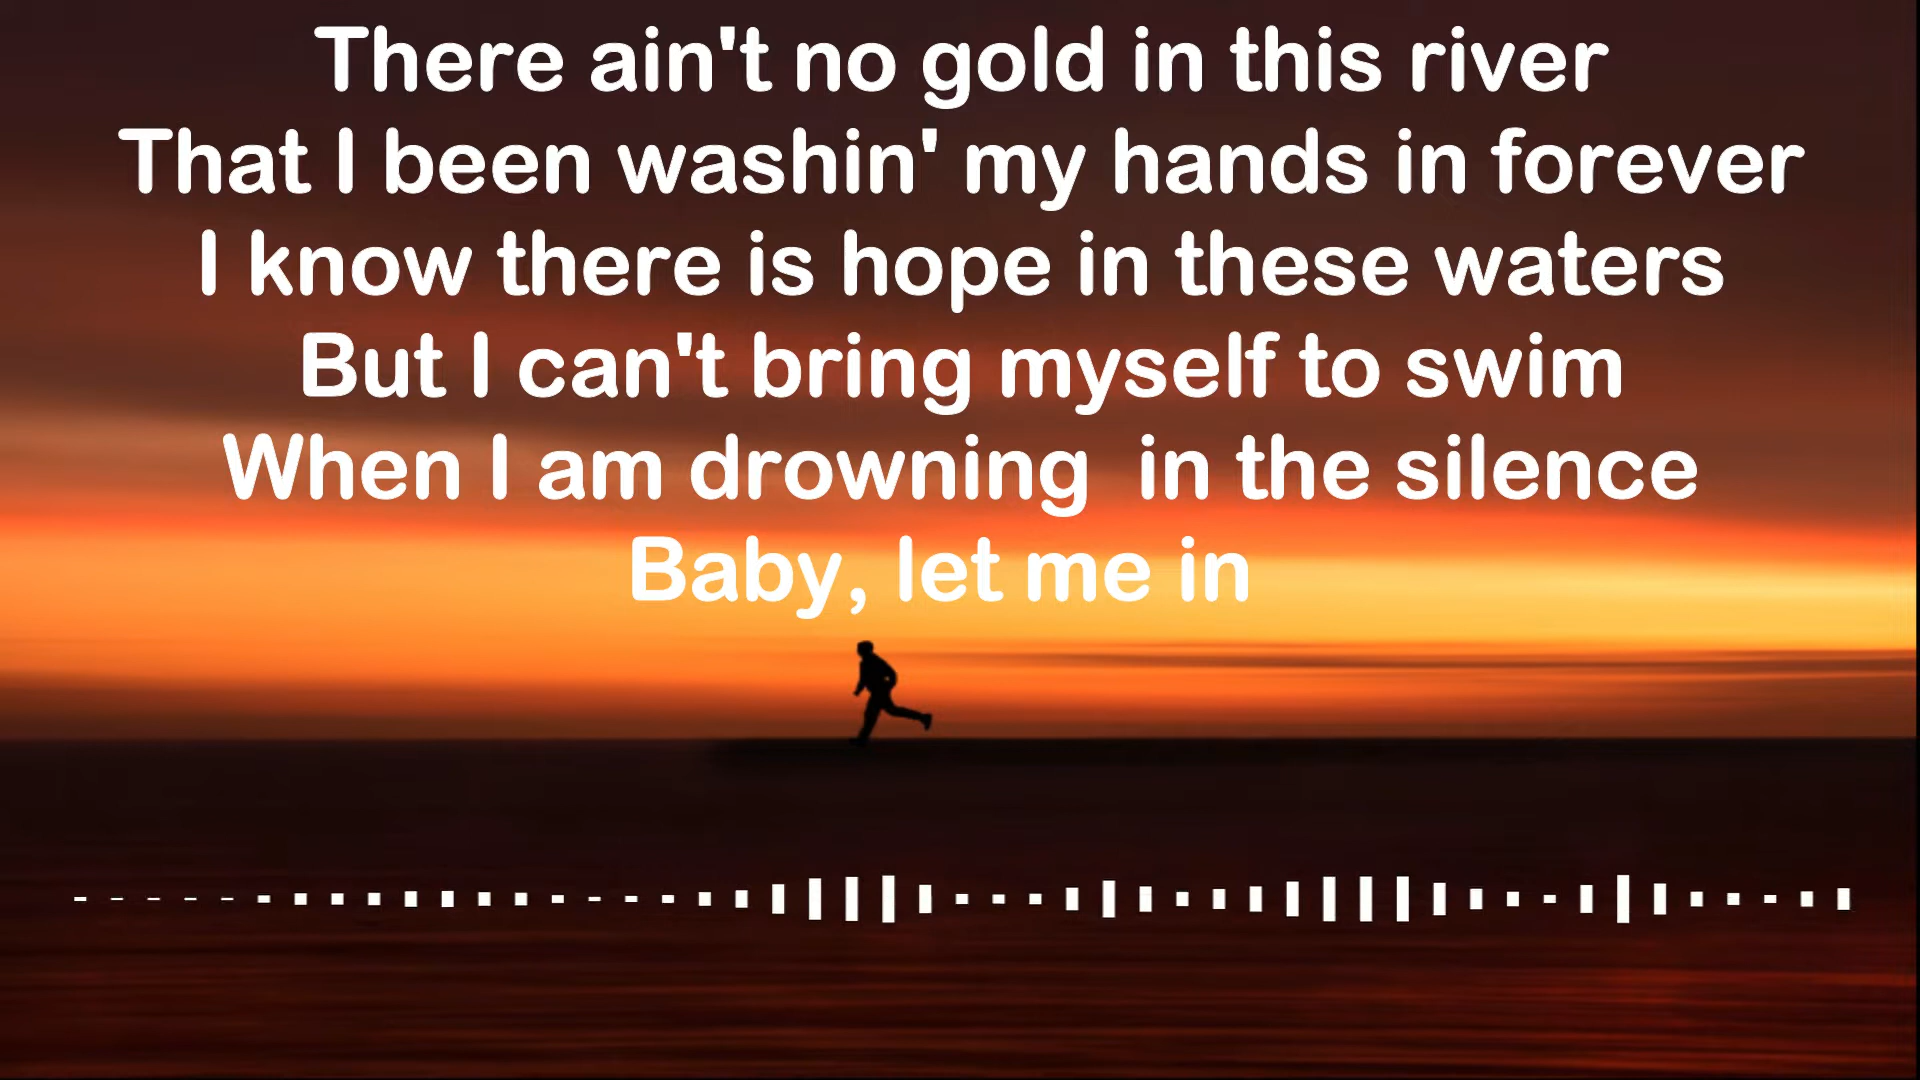 There ain't no gold in this river
That I been washin' my hands in forever
I know there is hope in these waters
But I can't bring myself to swim
When I am drowning  in the silence
Baby, let me in